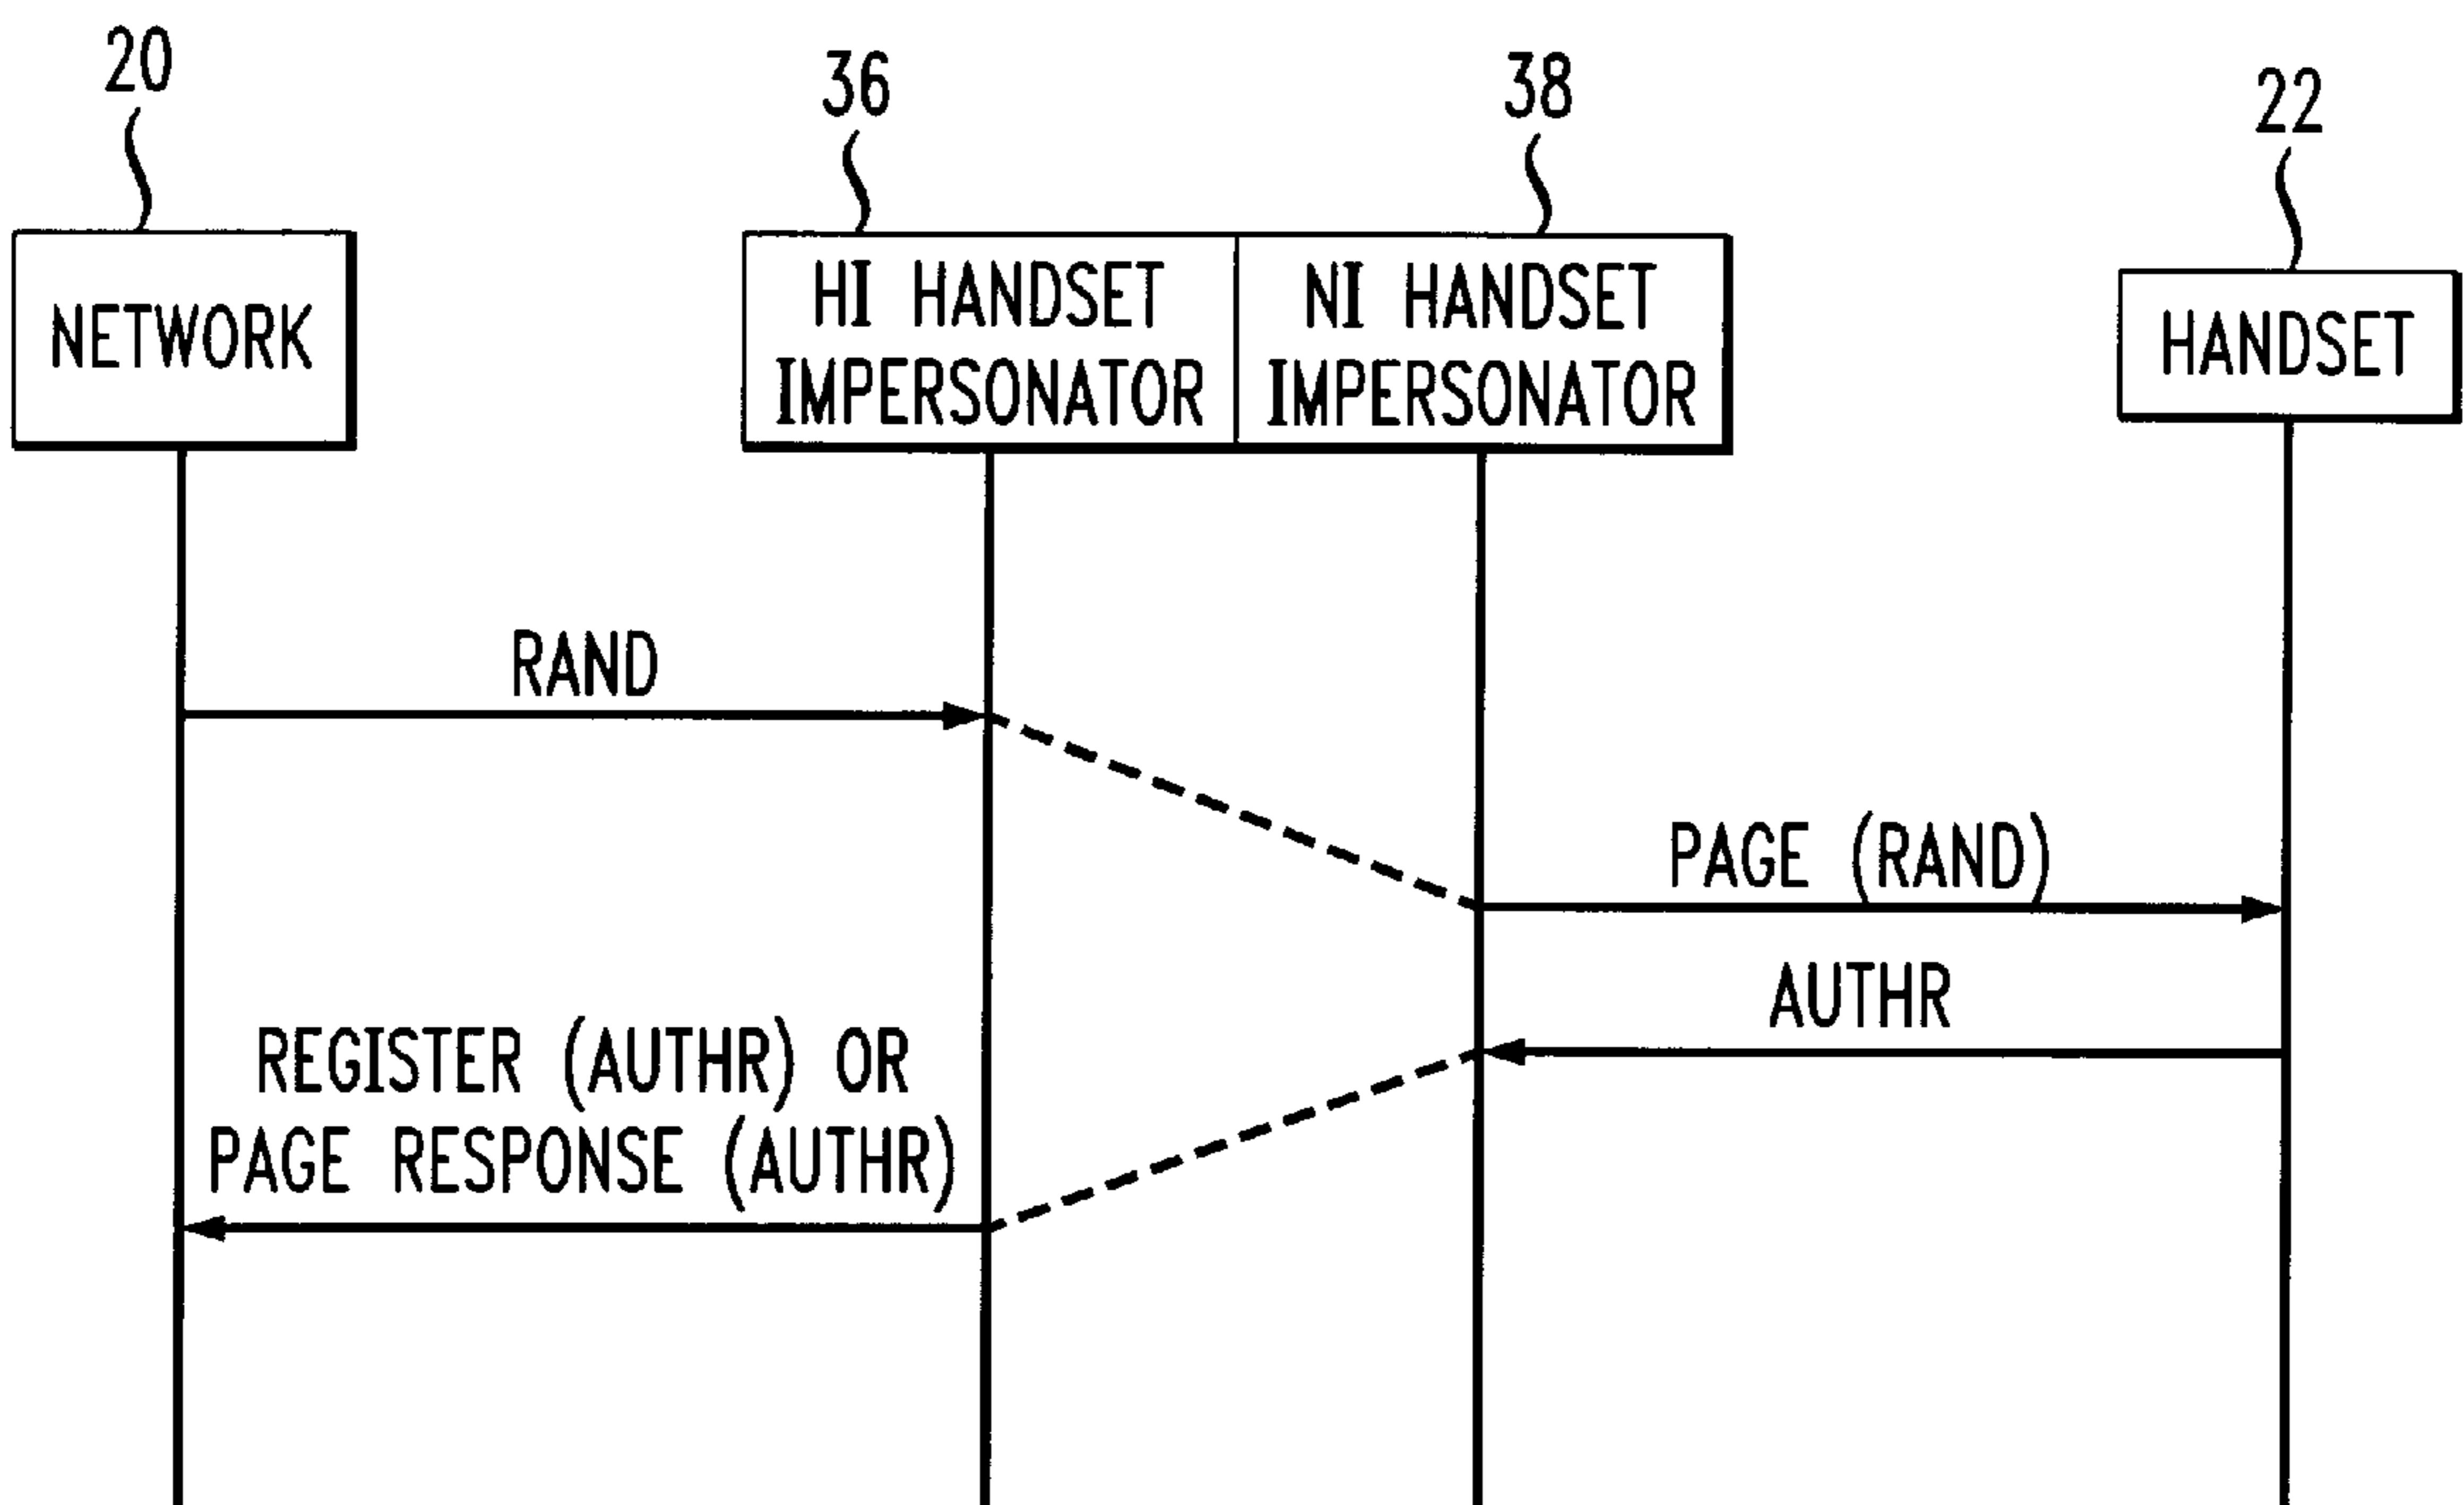 20
36
38
22
NETWORK
HI HANDSET
IMPERSONATOR
NI HANDSET
IMPERSONATOR
HANDSET
RAND
PAGE (RAND)
AUTHR
REGISTER (AUTHR) OR
PAGE RESPONSE (AUTHR)